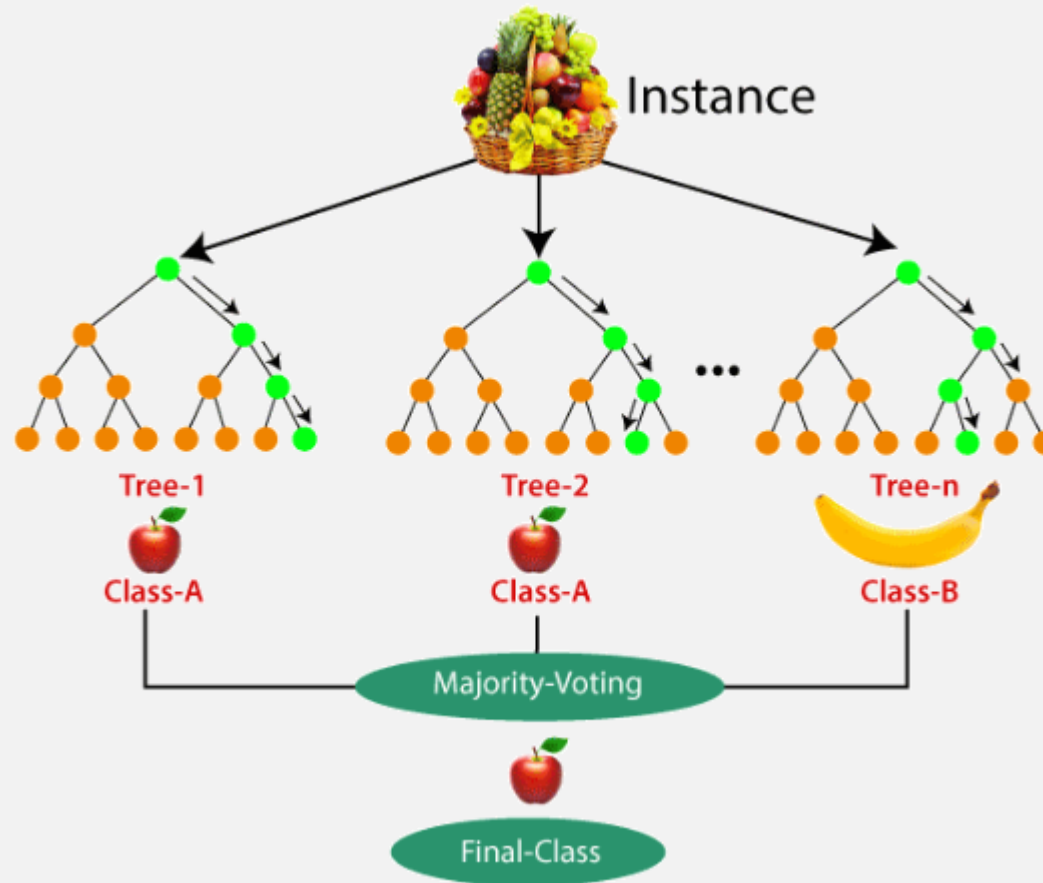 Instance
...
Tree-1
Tree-2
Tree-n
Class-A
Class-A
Class-B
Majority-Voting
Final-Class